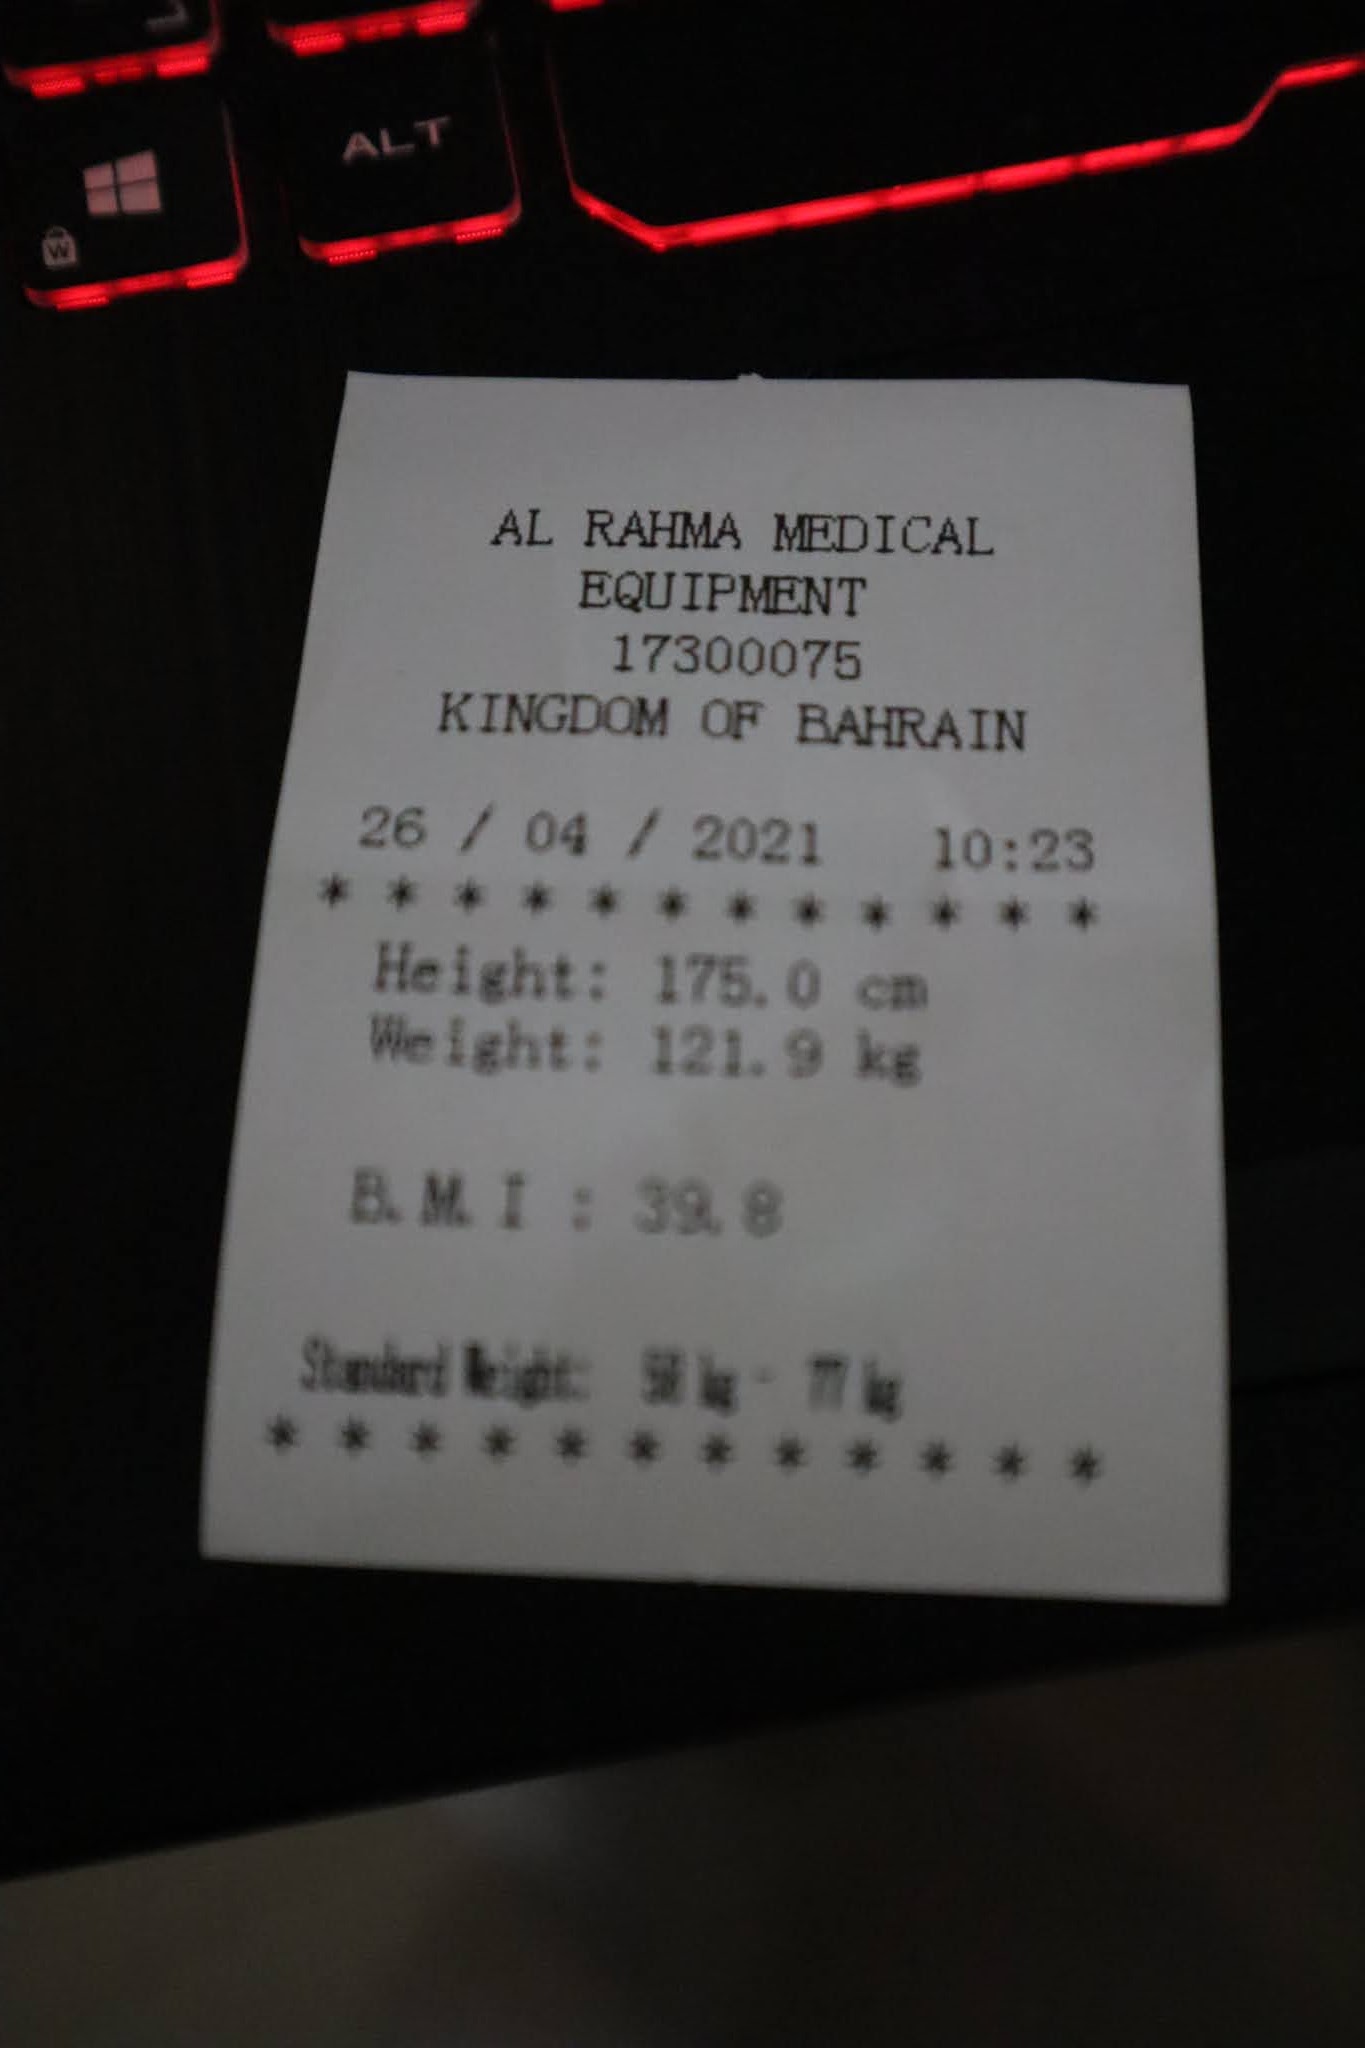 ALT
W
AL RAHMA MEDICAL
EQUIPMENT
17300075
KINGDOM OF BAHRAIN
26 / 04 / 2021 10:23
* * * * * * * * * * * *
Height: 175.0 cm
Weight: 121.9 kg
B.M.I : 39.8
Standard Weight: 58 kg - 77 kg
* * * * * * * * * * * *